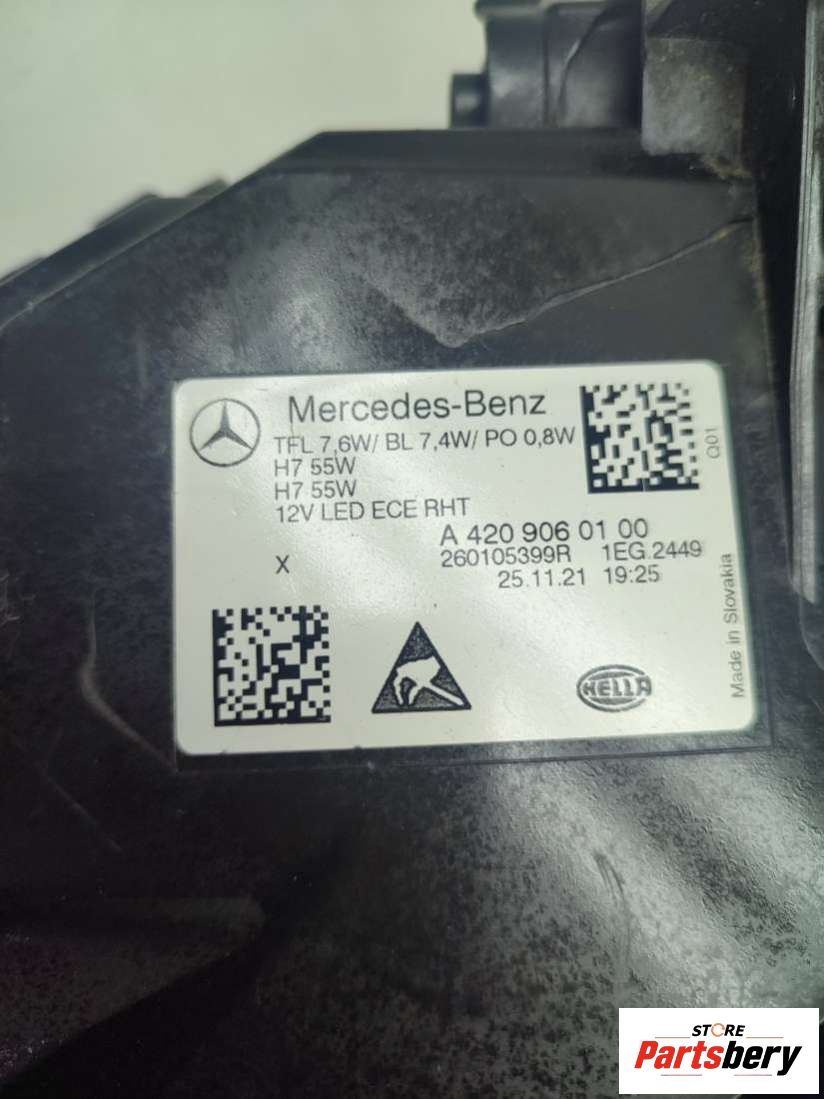 Mercedes-Benz
TFL 7,6W/ BL 7,4W/ PO 0,8W
H7 55W
H7 55W
12V LED ECE RHT
Q01
A 420 906 01 00
X
260105399R 1EG.2449
25.11.21 19:25
Made in Slovakia
HELLA
STORE
Partsbery